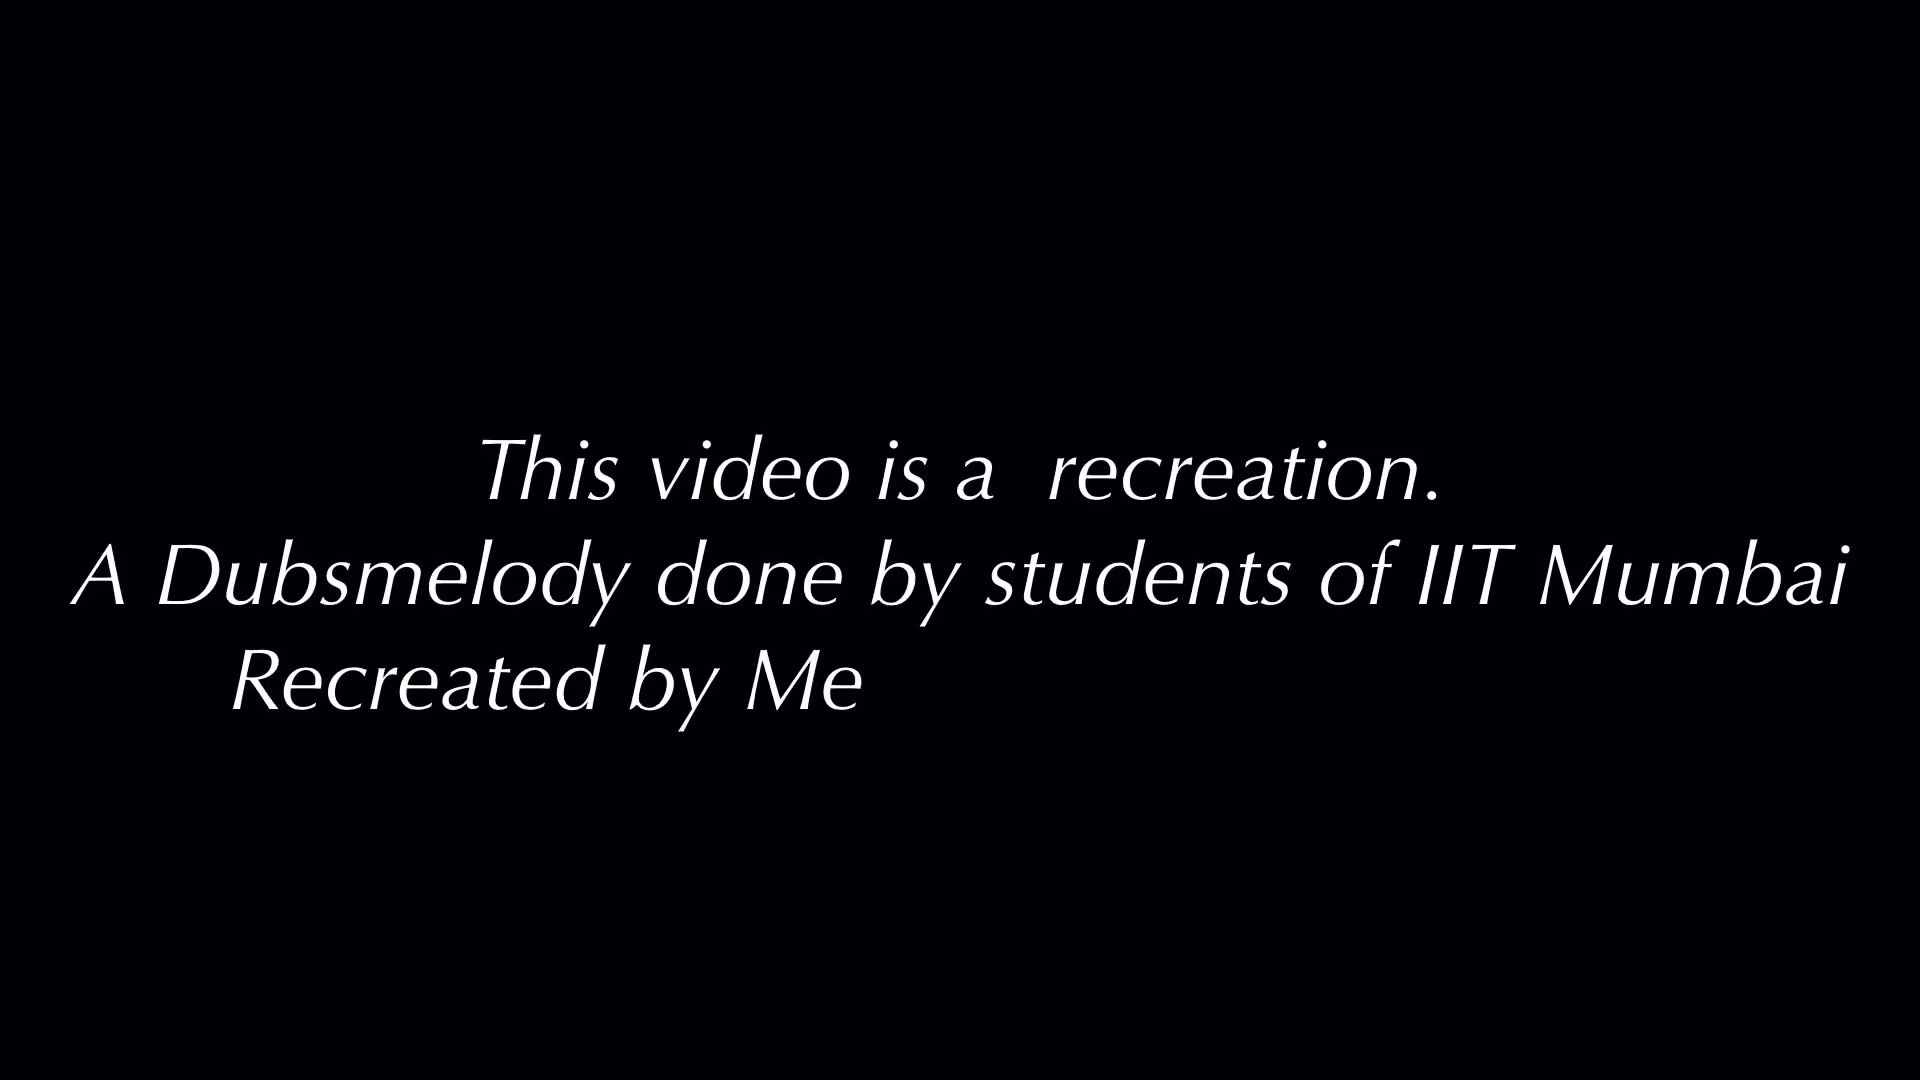 This video is a  recreation.
A Dubsmelody done by students of IIT Mumbai
Recreated by Me